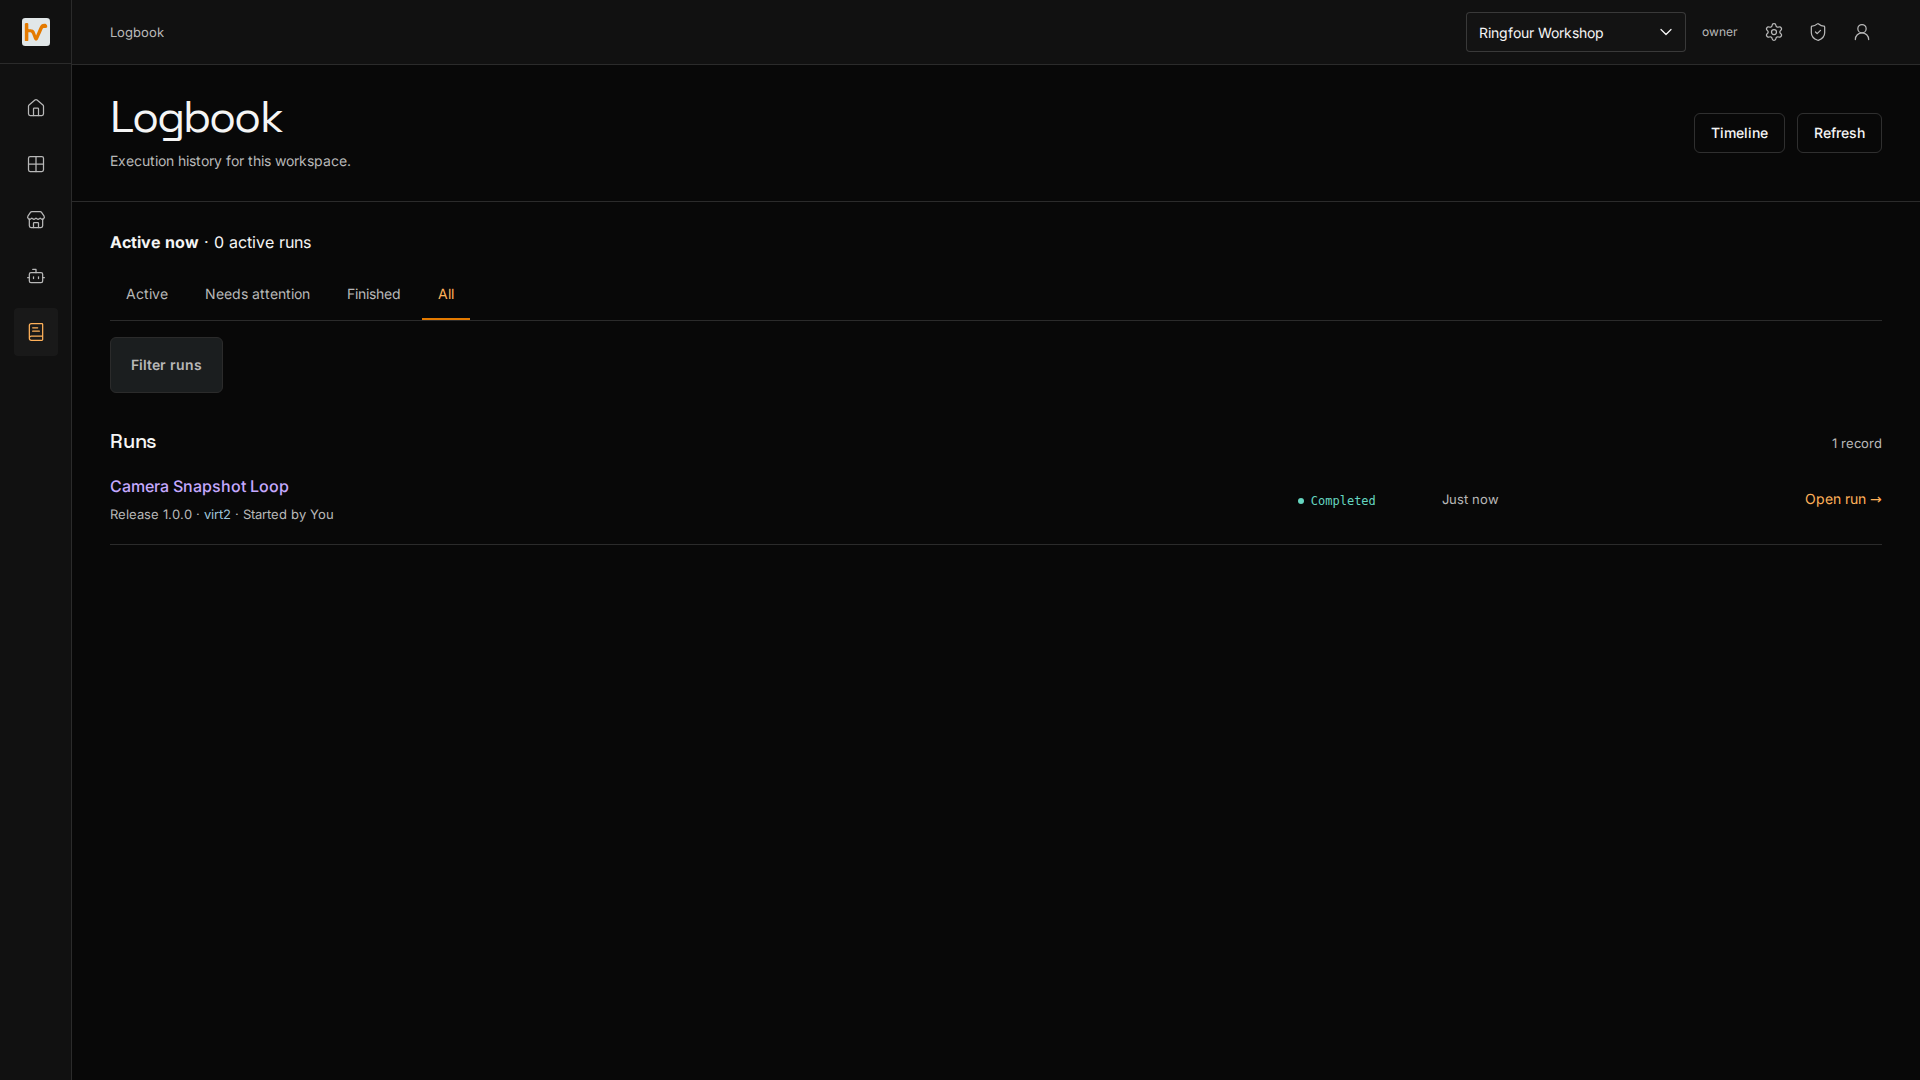 Logbook
Ringfour Workshop
owner
Logbook
Execution history for this workspace.
Timeline
Refresh
Active now · 0 active runs
Active
Needs attention
Finished
All
Filter runs
Runs
1 record
Camera Snapshot Loop
Release 1.0.0 · virt2 · Started by You
Completed
Just now
Open run →